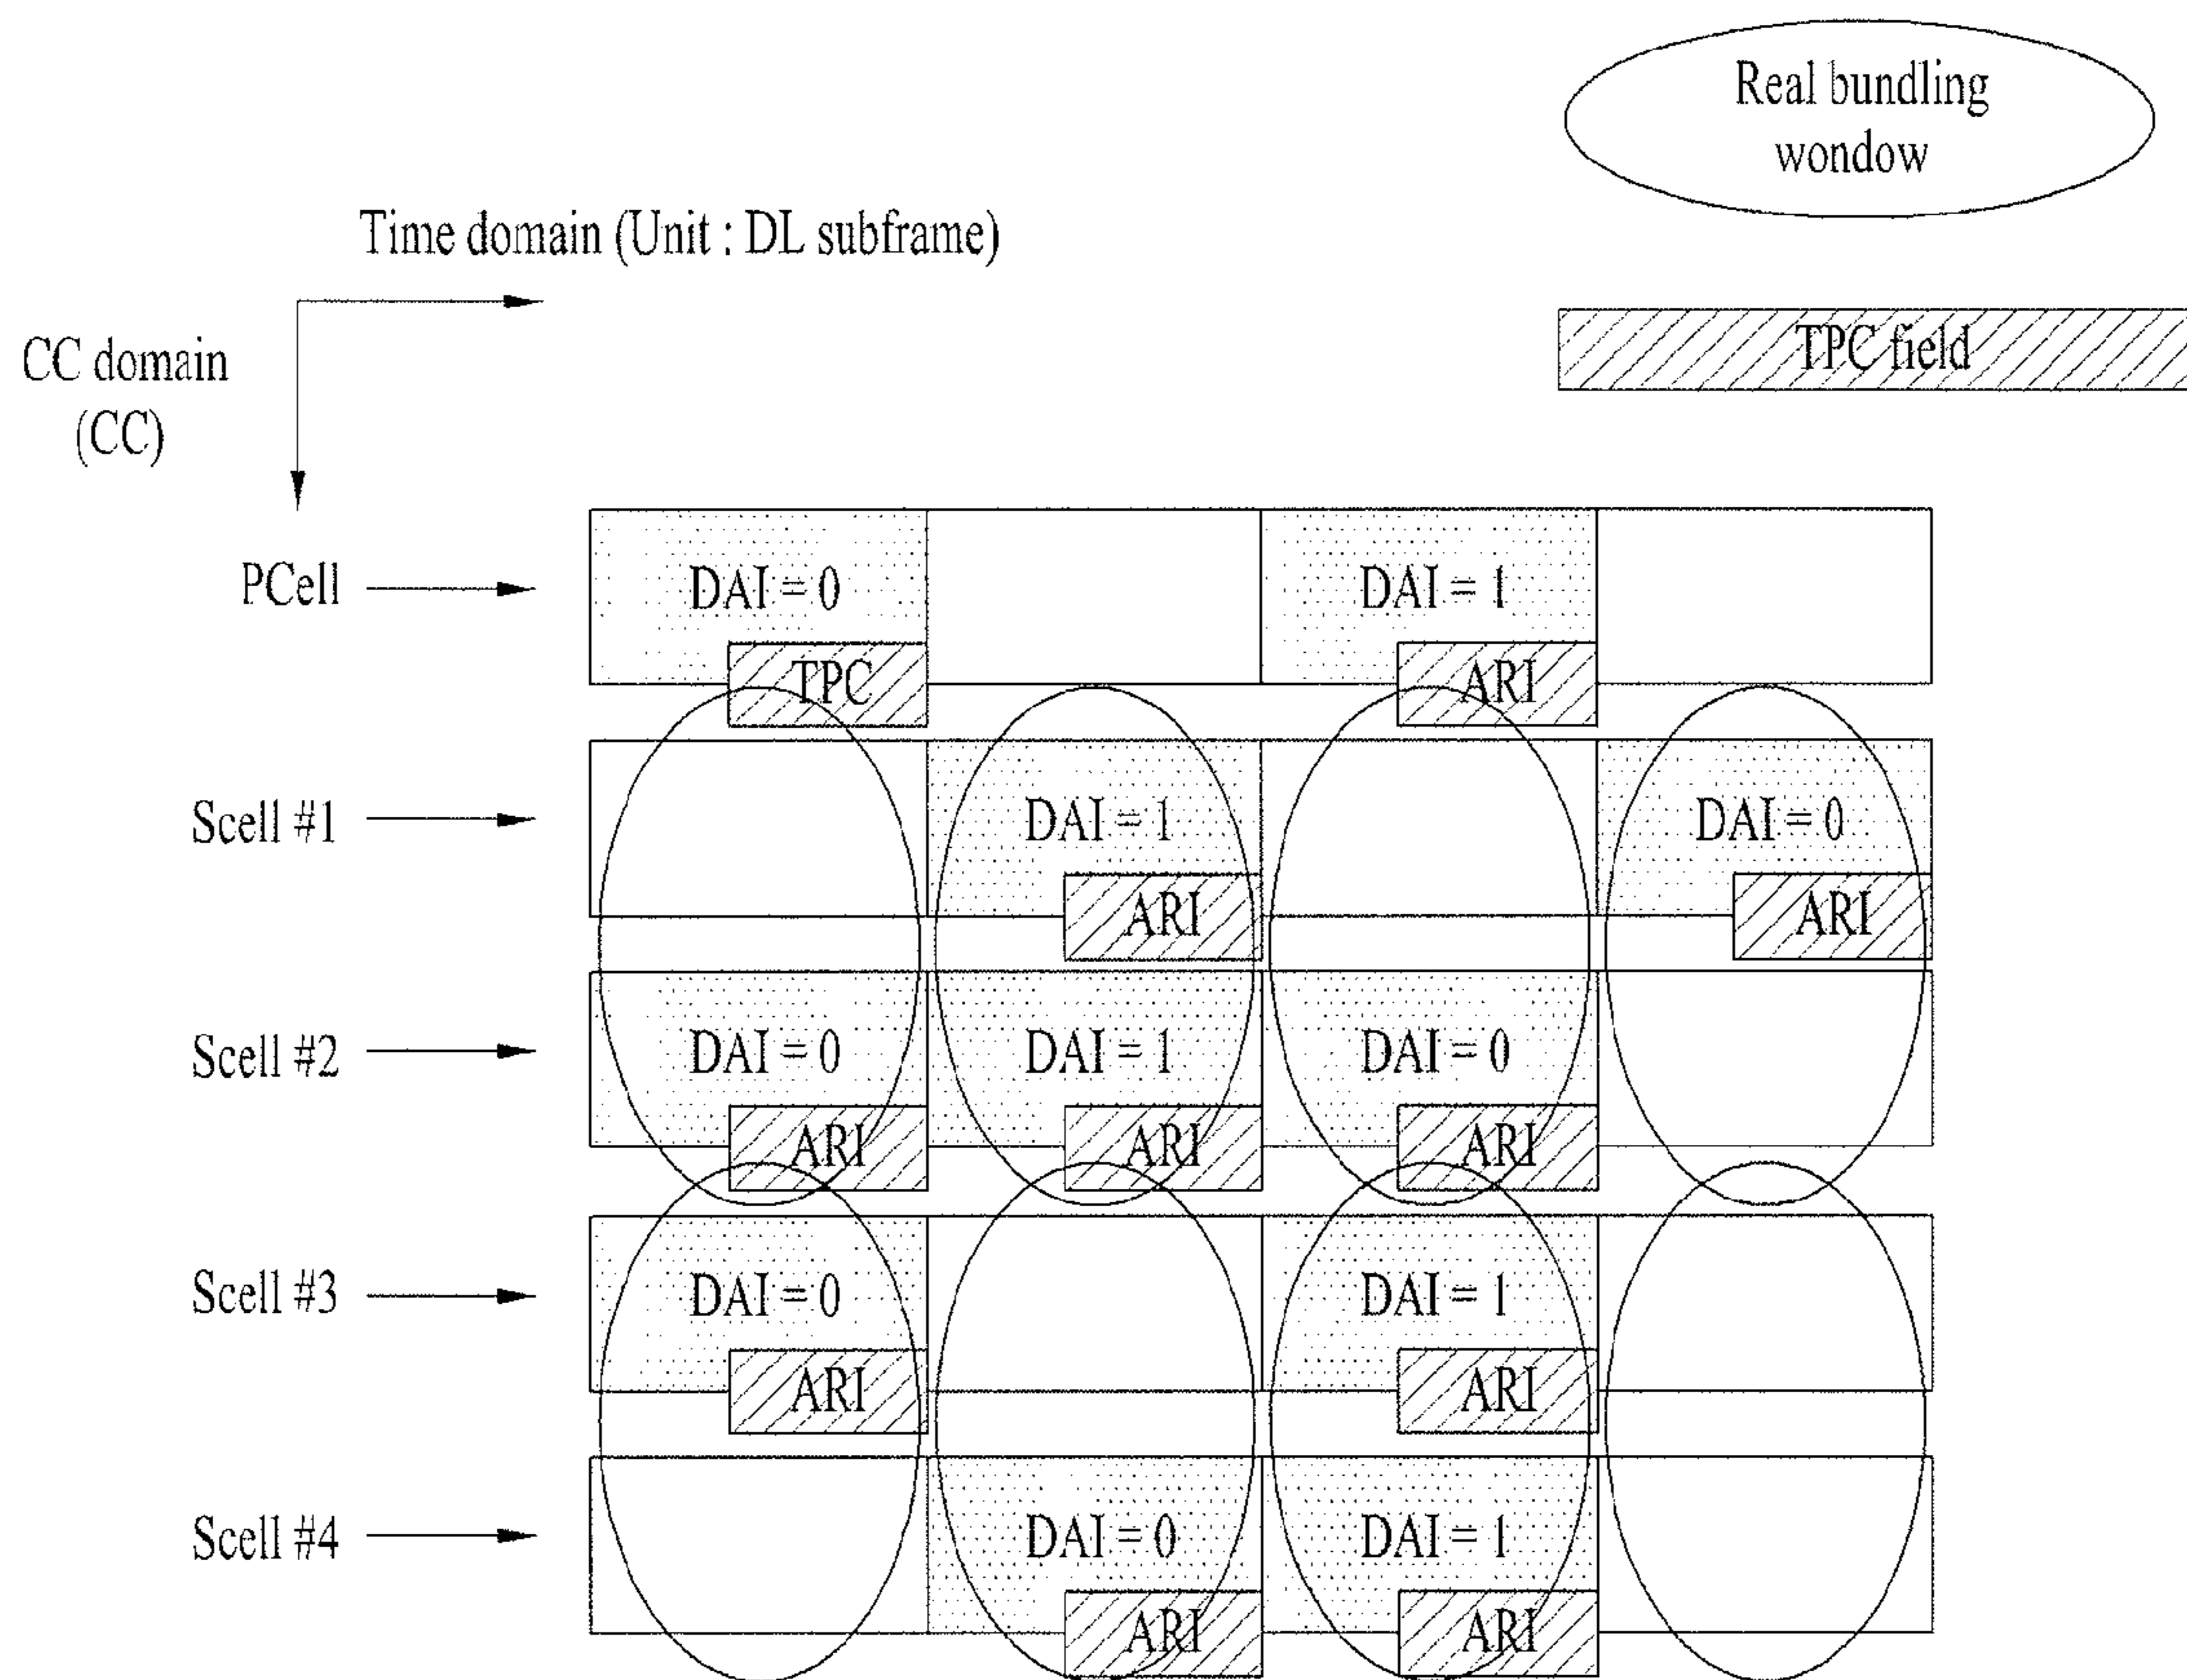 Real bundling
wondow
Time domain (Unit : DL subframe)
TPC field
CC domain
(CC)
PCell
DAI = 0
DAI = 1
TPC
ARI
Scell #1
DAI = 1
DAI = 0
ARI
ARI
Scell #2
DAI = 0
DAI = 1
DAI = 0
ARI
ARI
ARI
Scell #3
DAI = 0
DAI = 1
ARI
ARI
Scell #4
DAI = 0
DAI = 1
ARI
ARI